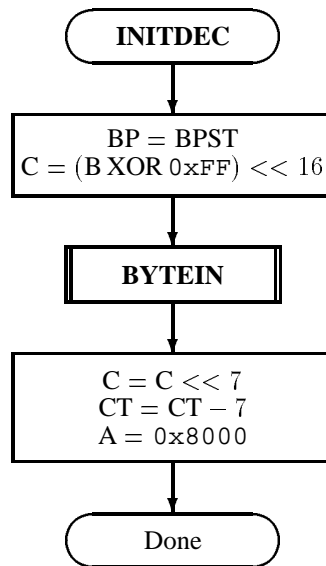 INITDEC
BP = BPST
C = (B XOR 0xFF) << 16
BYTEIN
C = C << 7
CT = CT − 7
A = 0x8000
Done